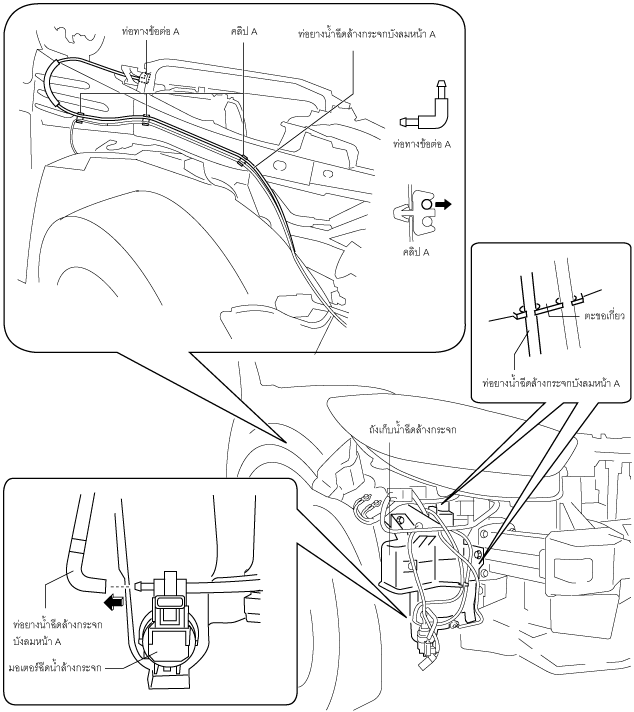 ท่อทางข้อต่อ A
คลิป A
ท่อยางน้ำฉีดล้างกระจกบังลมหน้า A
ท่อทางข้อต่อ A
คลิป A
ตะขอเกี่ยว
ท่อยางน้ำฉีดล้างกระจกบังลมหน้า A
ถังเก็บน้ำฉีดล้างกระจก
ท่อยางน้ำฉีดล้างกระจก
บังลมหน้า A
มอเตอร์ฉีดน้ำล้างกระจก